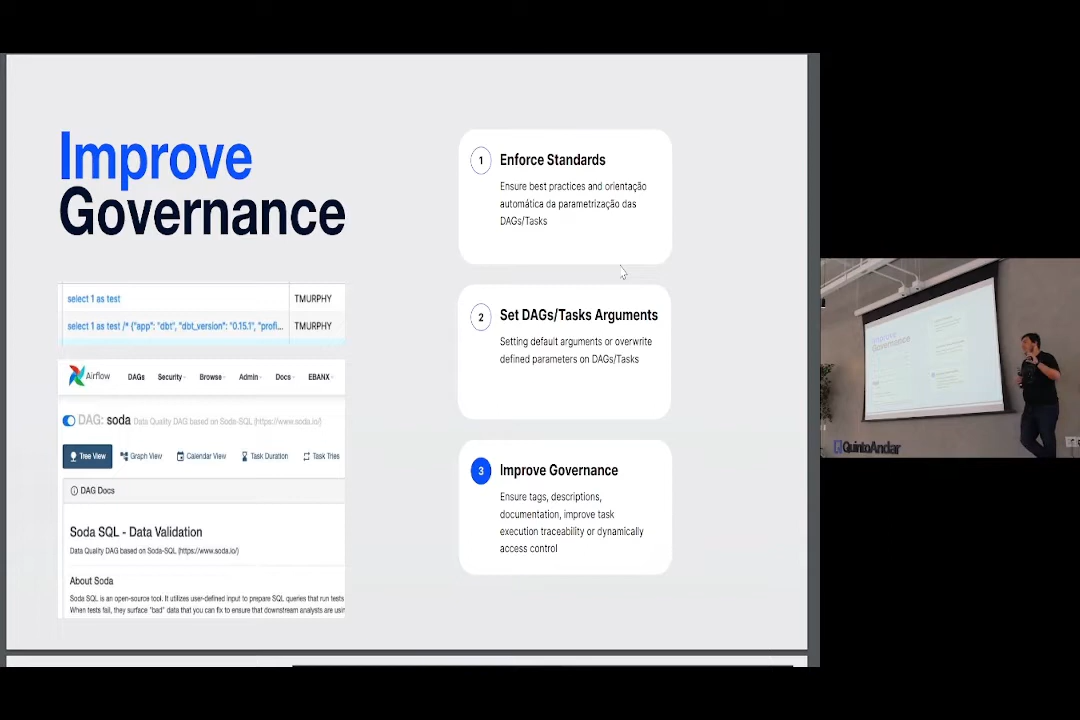 Improve
Governance
select 1 as test
TMURPHY
select 1 as test /* {"app": "dbt", "dbt_version": "0.15.1", "profi...
TMURPHY
Airflow
DAGs
Security
Browse
Admin
Docs
EBANX
DAG: soda Data Quality DAG based on Soda-SQL (https://www.soda.io/)
Tree View
Graph View
Calendar View
Task Duration
Task Tries
DAG Docs
Soda SQL - Data Validation
Data Quality DAG based on Soda-SQL (https://www.soda.io/)
About Soda
Soda SQL is an open-source tool. It utilizes user-defined input to prepare SQL queries that run tests
When tests fail, they surface "bad" data that you can fix to ensure that downstream analysts are usin
1
Enforce Standards
Ensure best practices and orientação
automática da parametrização das
DAGs/Tasks
2
Set DAGs/Tasks Arguments
Setting default arguments or overwrite
defined parameters on DAGs/Tasks
3
Improve Governance
Ensure tags, descriptions,
documentation, improve task
execution traceability or dynamically
access control
Improve
Governance
QuintoAndar